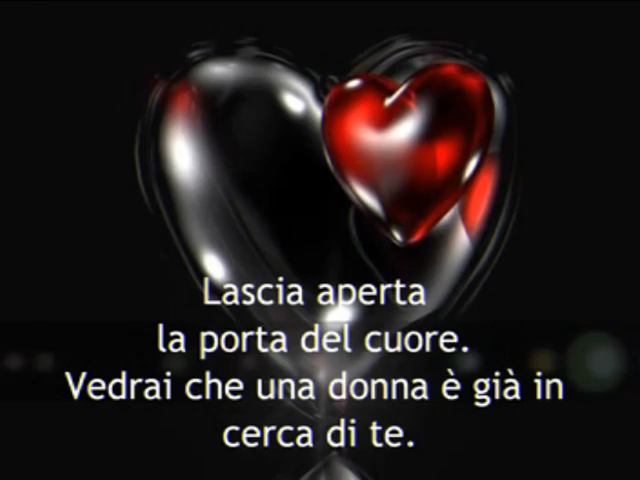 Lascia aperta
la porta del cuore.
Vedrai che una donna è già in
cerca di te.